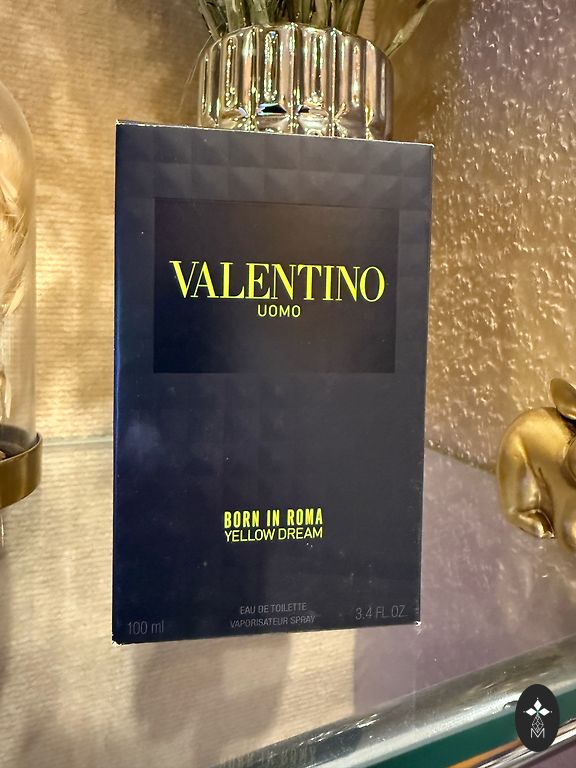 VALENTINO
UOMO
BORN IN ROMA
YELLOW DREAM
EAU DE TOILETTE
VAPORISATEUR SPRAY
100 ml
3.4 FL.OZ
M